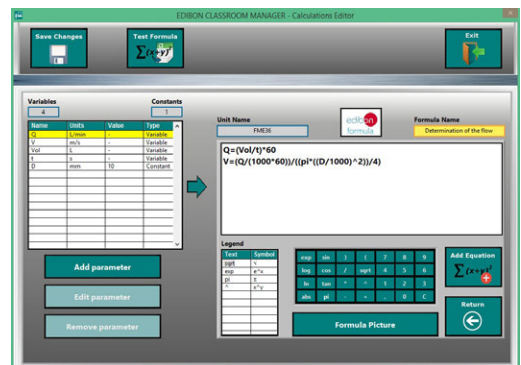 EDIBON CLASSROOM MANAGER - Calculations Editor
Save Changes
Test Formula
Σ(x+y)²
Exit
Variables
Constants
4
1
Name Units Value Type
Q L/min - Variable
V m/s - Variable
Vol L - Variable
t s - Variable
D mm 10 Constant
Add parameter
Edit parameter
Remove parameter
Unit Name
FME36
edibon
formula
Formula Name
Determination of the flow
Q=(Vol/t)*60
V=(Q/(1000*60))/((pi*((D/1000)^2))/4)
Legend
Text Symbol
sqrt √
exp e^x
pi π
^ x^y
exp sin ) ( 7 8 9
log cos / sqrt 4 5 6
ln tan * ^ 1 2 3
abs pi - + . 0 C
Formula Picture
Add Equation
Σ(x+y)²
Return